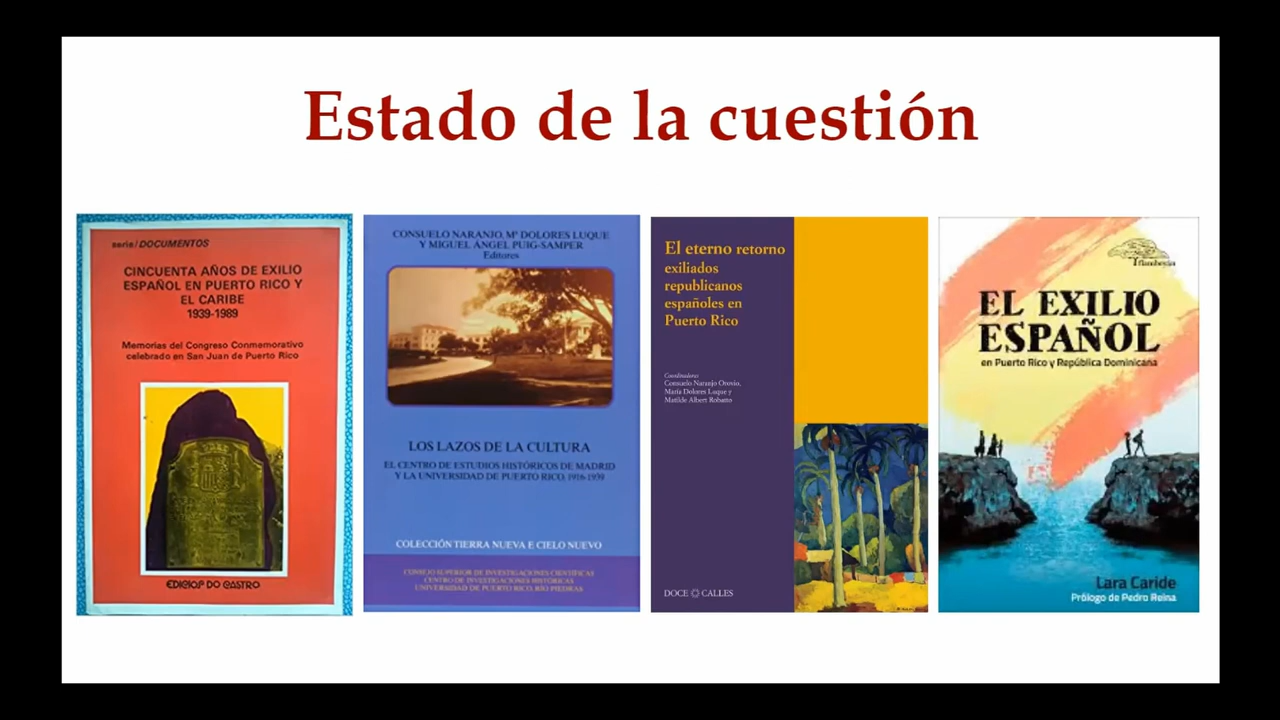 Estado de la cuestión
serie/DOCUMENTOS
CINCUENTA AÑOS DE EXILIO
ESPAÑOL EN PUERTO RICO Y
EL CARIBE
1939-1989
Memorias del Congreso Conmemorativo
celebrado en San Juan de Puerto Rico
EDICIOS DO CASTRO
CONSUELO NARANJO, Mª DOLORES LUQUE
Y MIGUEL ÁNGEL PUIG-SAMPER
Editores
LOS LAZOS DE LA CULTURA
EL CENTRO DE ESTUDIOS HISTÓRICOS DE MADRID
Y LA UNIVERSIDAD DE PUERTO RICO, 1916-1939
COLECCIÓN TIERRA NUEVA E CIELO NUEVO
CONSEJO SUPERIOR DE INVESTIGACIONES CIENTÍFICAS
CENTRO DE INVESTIGACIONES HISTÓRICAS
UNIVERSIDAD DE PUERTO RICO, RÍO PIEDRAS
El eterno retorno
exiliados
republicanos
españoles en
Puerto Rico
Coordinadores
Consuelo Naranjo Orovio,
María Dolores Luque y
Matilde Albert Robatto
DOCE CALLES
flamboyán
EL EXILIO
ESPAÑOL
en Puerto Rico y República Dominicana
Lara Caride
Prólogo de Pedro Reina